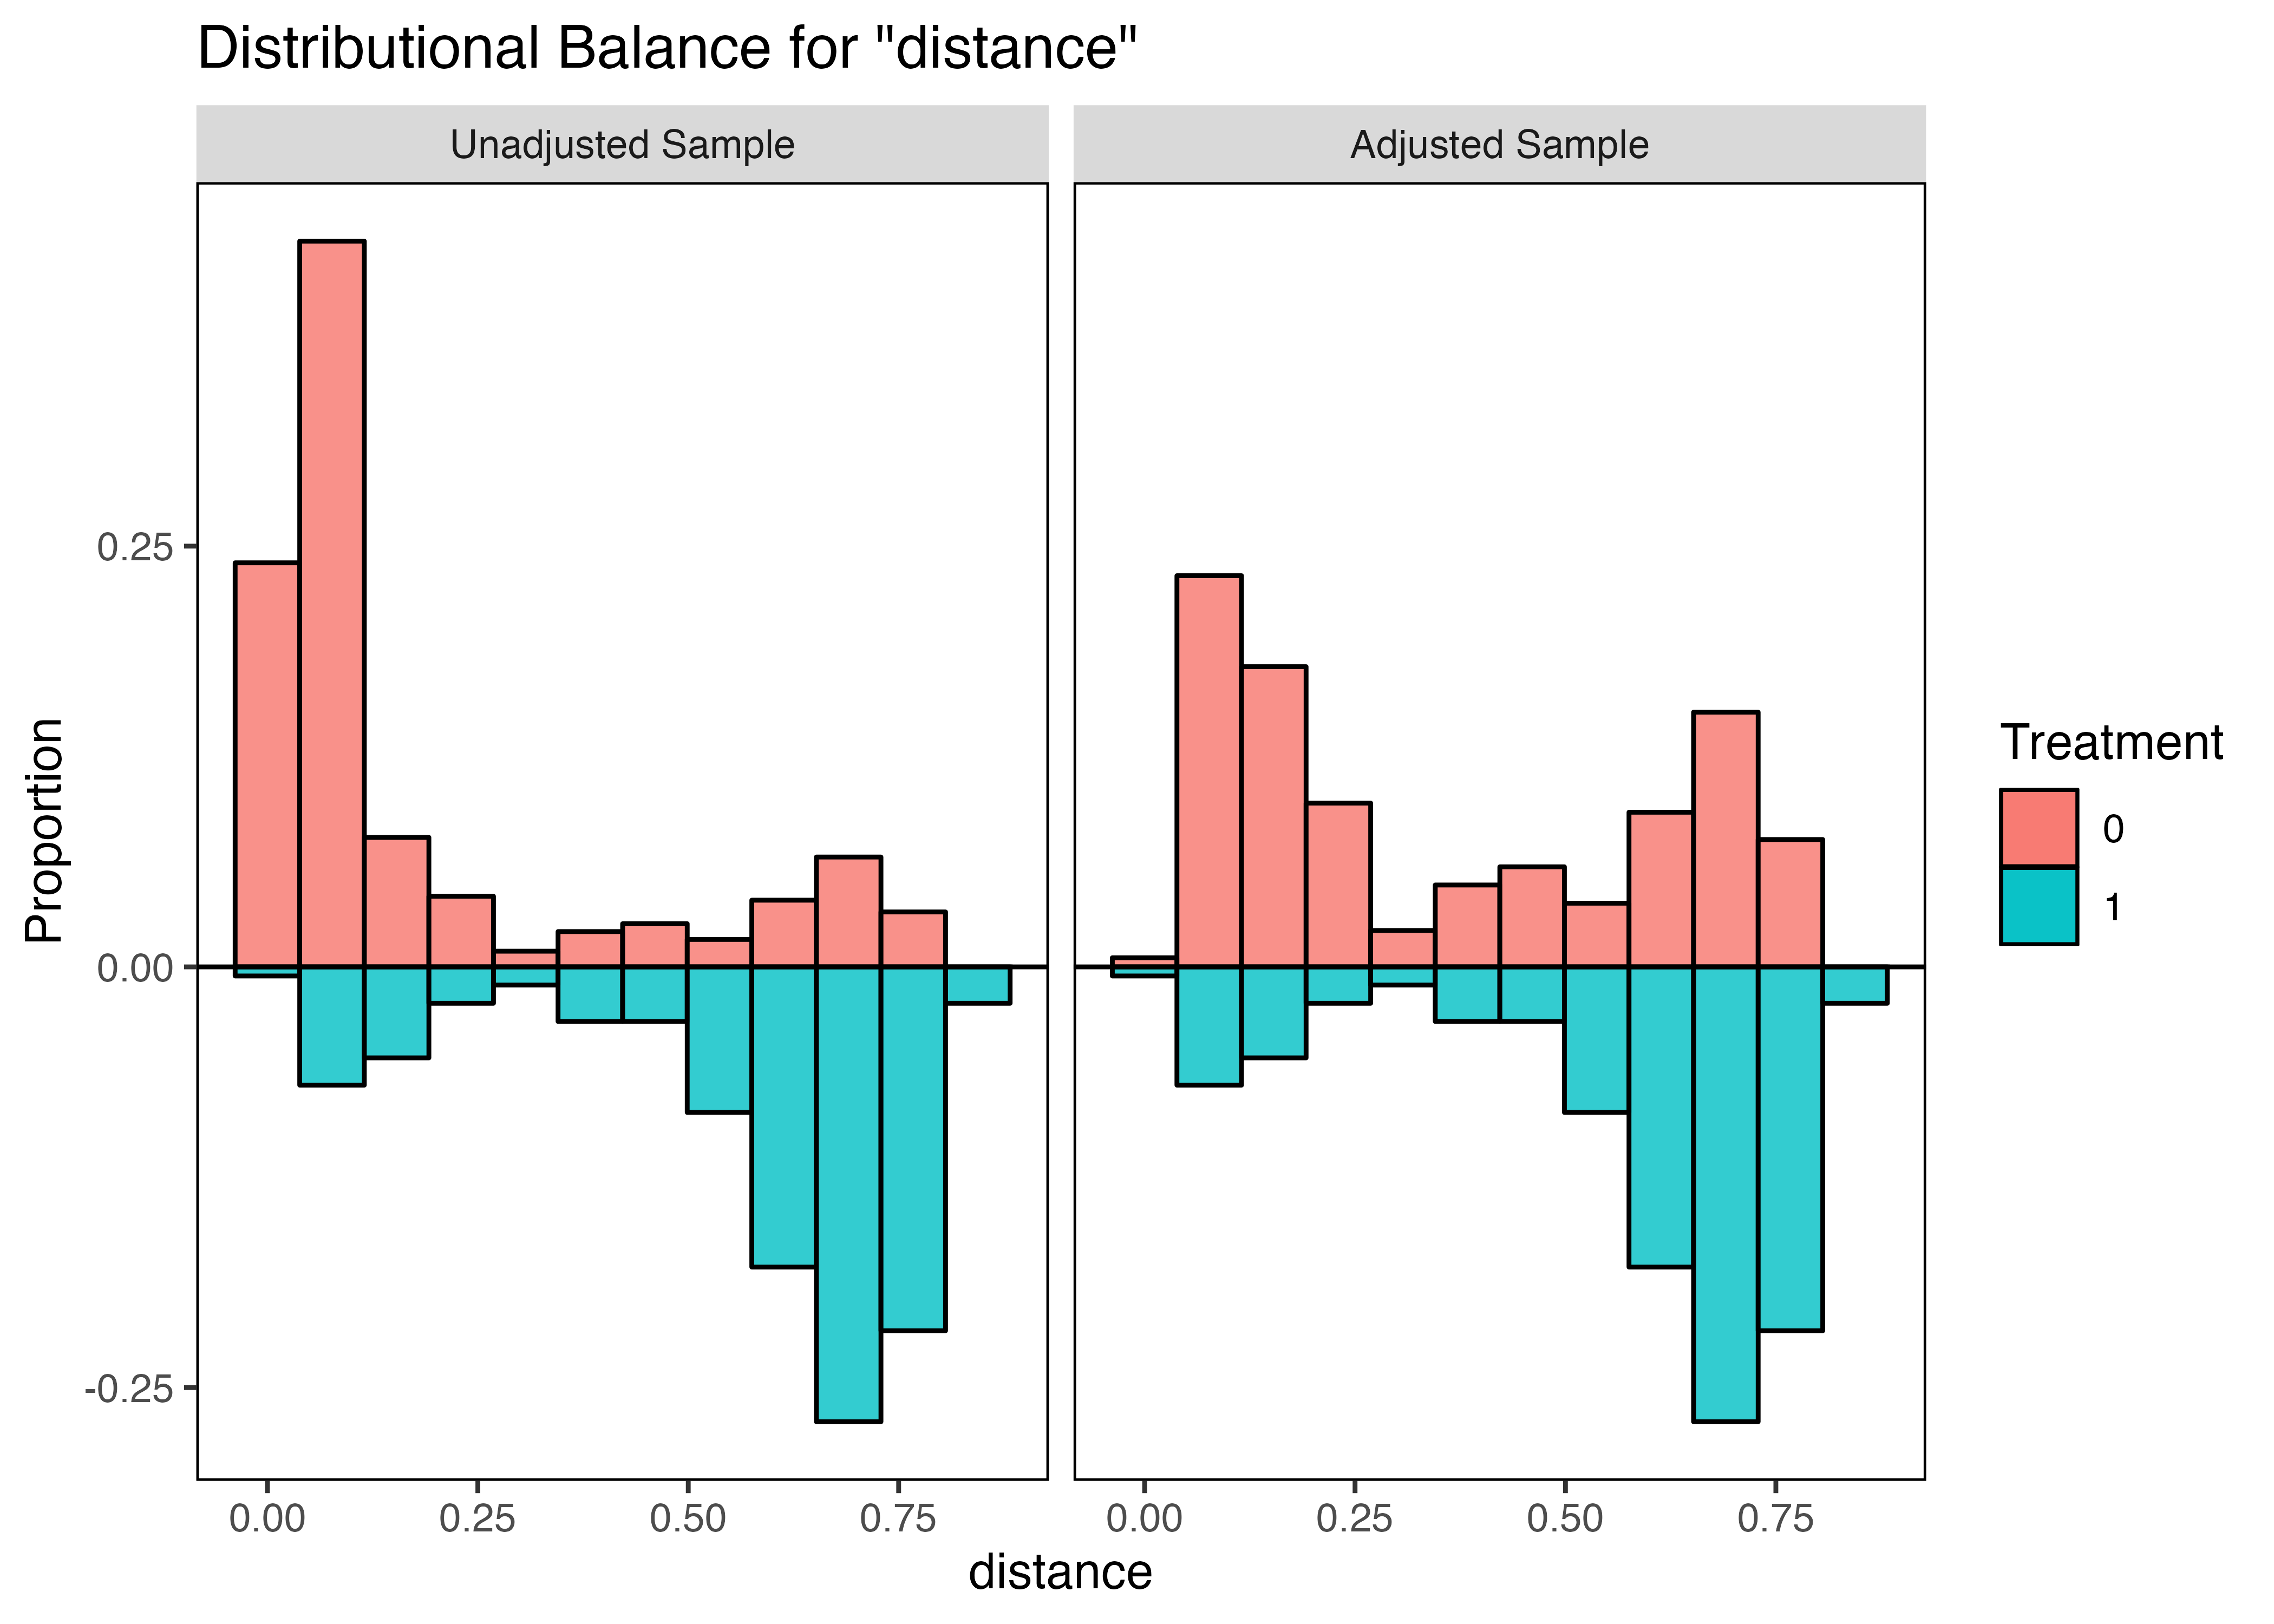 Distributional Balance for "distance"
Unadjusted Sample
Adjusted Sample
Proportion
0.25
0.00
-0.25
0.00 0.25 0.50 0.75
0.00 0.25 0.50 0.75
distance
Treatment
0
1